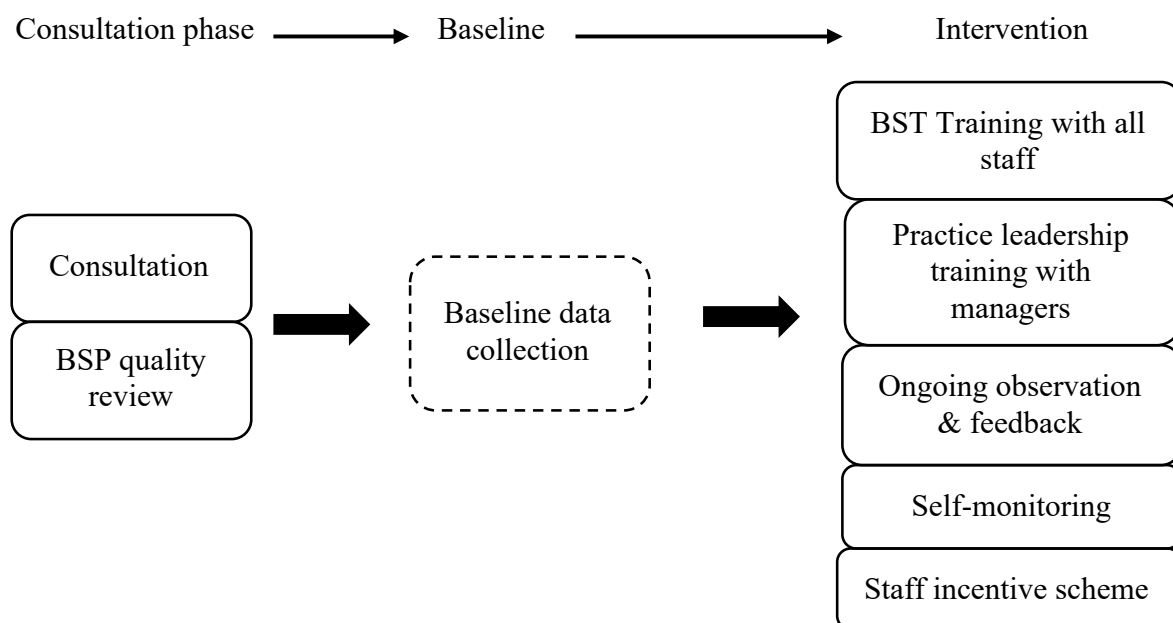 Consultation phase
Baseline
Intervention
Consultation
BSP quality
review
Baseline data
collection
BST Training with all
staff
Practice leadership
training with
managers
Ongoing observation
& feedback
Self-monitoring
Staff incentive scheme